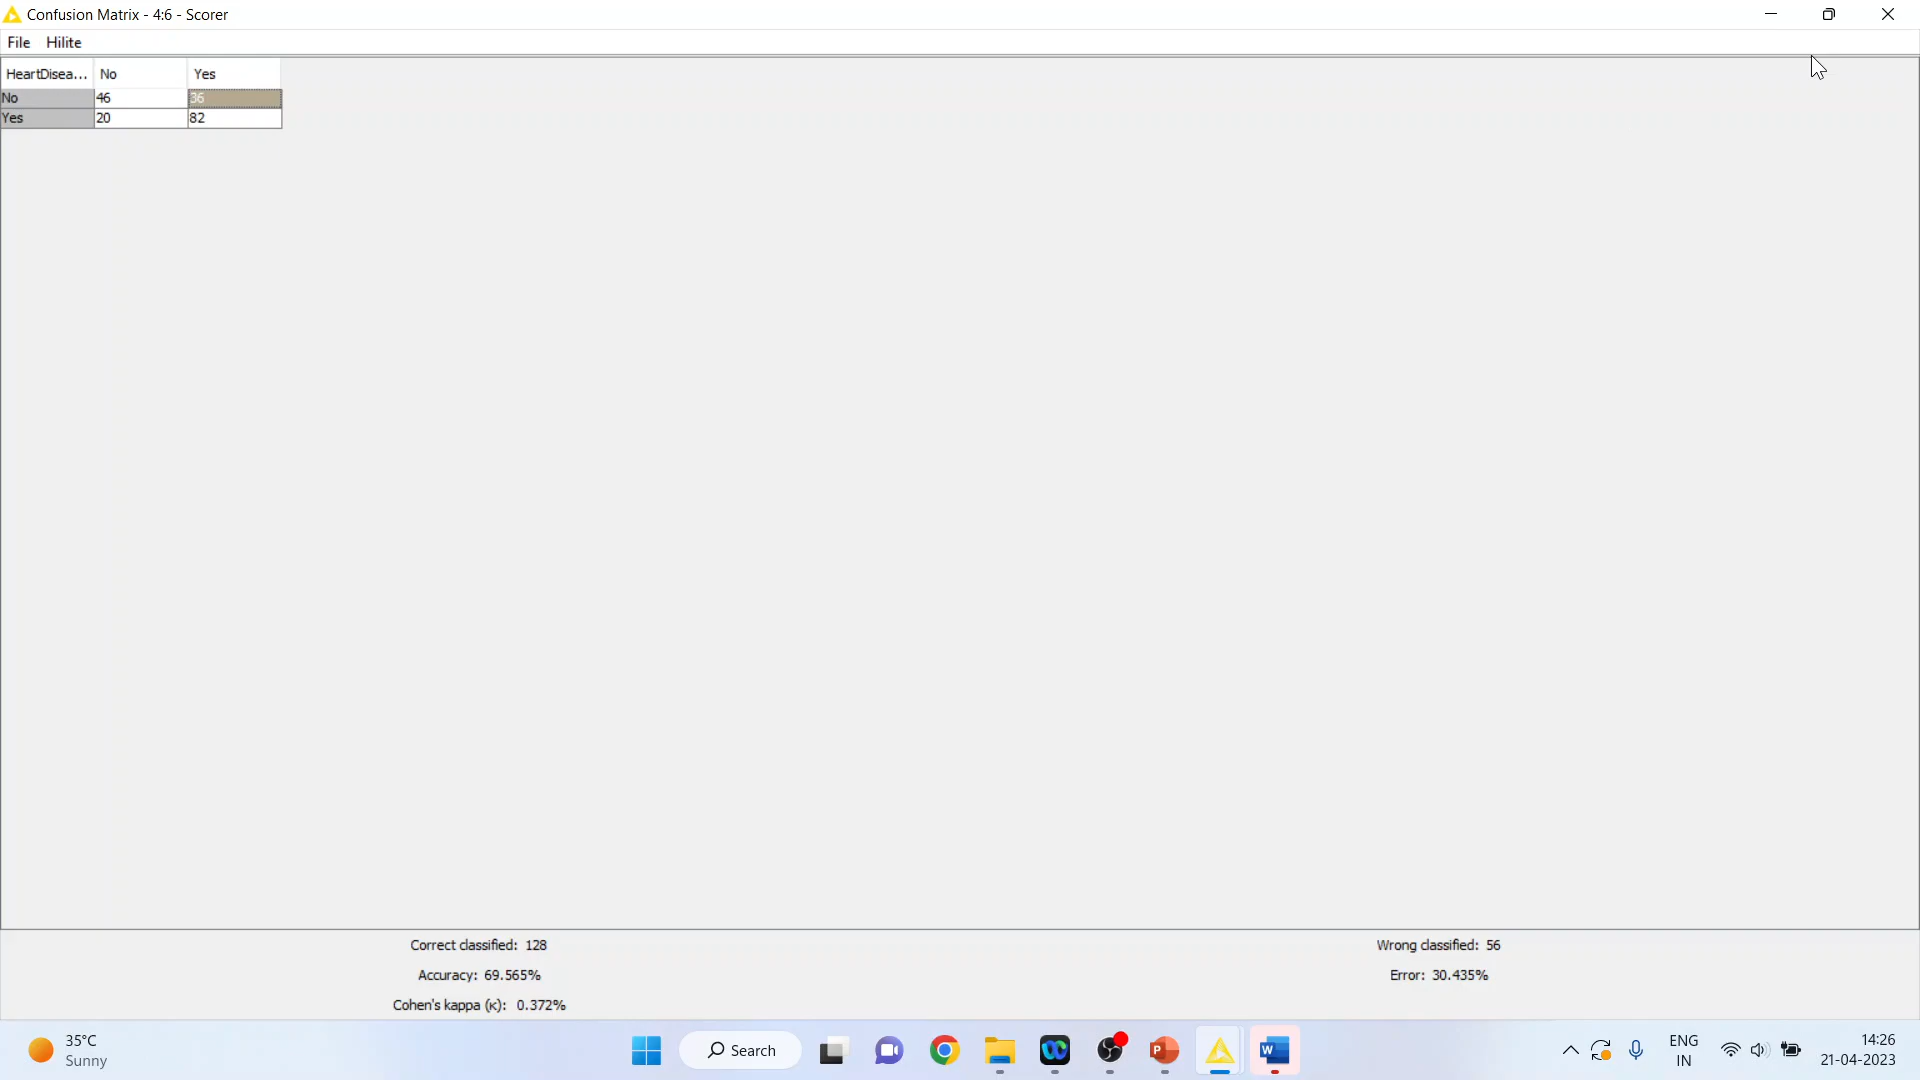 Confusion Matrix - 4:6 - Scorer
File Hilite
HeartDisea... No Yes
No 46 36
Yes 20 82
Correct classified: 128 Wrong classified: 56
Accuracy: 69.565% Error: 30.435%
Cohen's kappa (κ): 0.372%
35°C
Sunny
Search
ENG
IN
14:26
21-04-2023